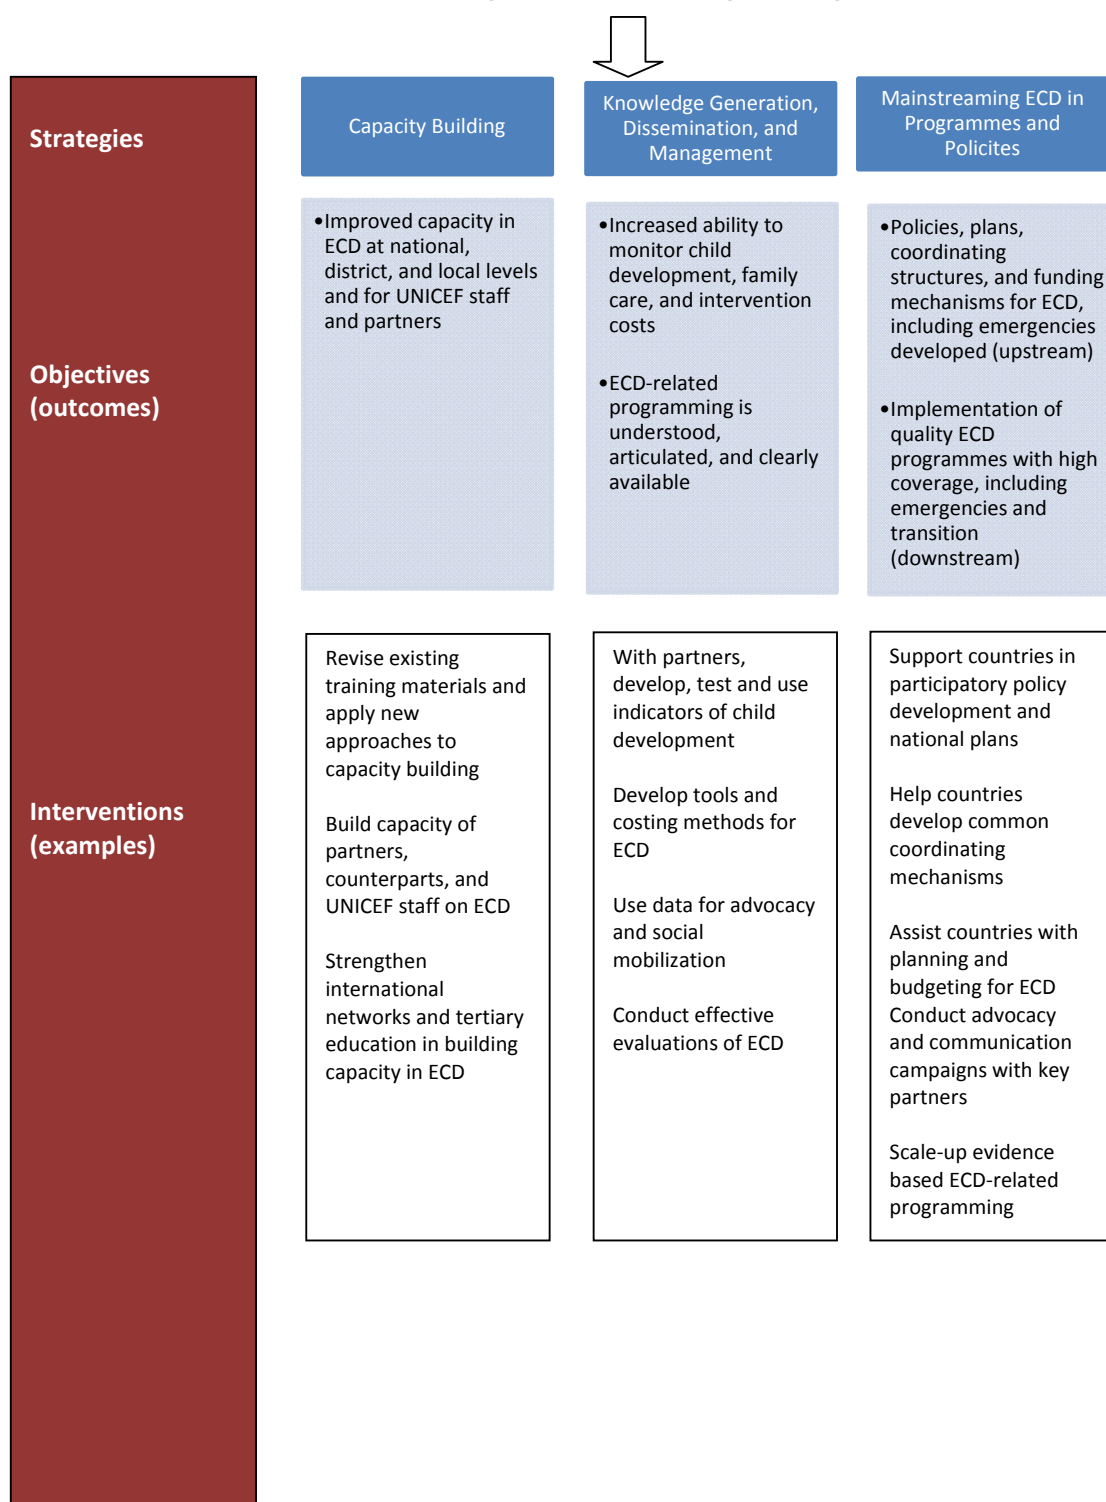 Strategies
Capacity Building
Knowledge Generation,
Dissemination, and
Management
Mainstreaming ECD in
Programmes and
Policites
Objectives
(outcomes)
•Improved capacity in
ECD at national,
district, and local levels
and for UNICEF staff
and partners
•Increased ability to
monitor child
development, family
care, and intervention
costs
•ECD-related
programming is
understood,
articulated, and clearly
available
•Policies, plans,
coordinating
structures, and funding
mechanisms for ECD,
including emergencies
developed (upstream)
•Implementation of
quality ECD
programmes with high
coverage, including
emergencies and
transition
(downstream)
Interventions
(examples)
Revise existing
training materials and
apply new
approaches to
capacity building
Build capacity of
partners,
counterparts, and
UNICEF staff on ECD
Strengthen
international
networks and tertiary
education in building
capacity in ECD
With partners,
develop, test and use
indicators of child
development
Develop tools and
costing methods for
ECD
Use data for advocacy
and social
mobilization
Conduct effective
evaluations of ECD
Support countries in
participatory policy
development and
national plans
Help countries
develop common
coordinating
mechanisms
Assist countries with
planning and
budgeting for ECD
Conduct advocacy
and communication
campaigns with key
partners
Scale-up evidence
based ECD-related
programming